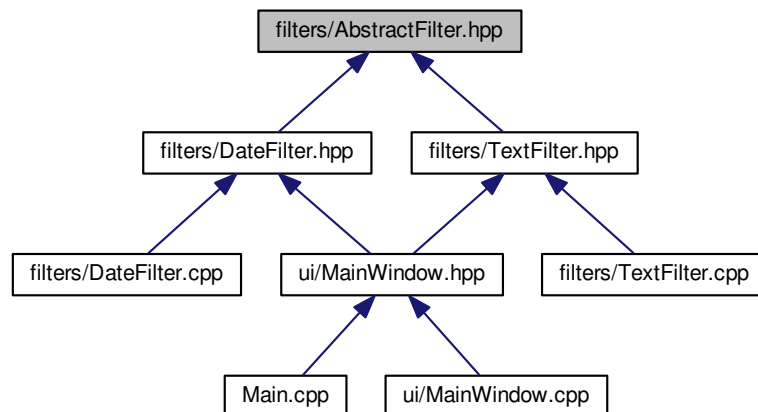 filters/AbstractFilter.hpp
filters/DateFilter.hpp
filters/TextFilter.hpp
filters/DateFilter.cpp
ui/MainWindow.hpp
filters/TextFilter.cpp
Main.cpp
ui/MainWindow.cpp